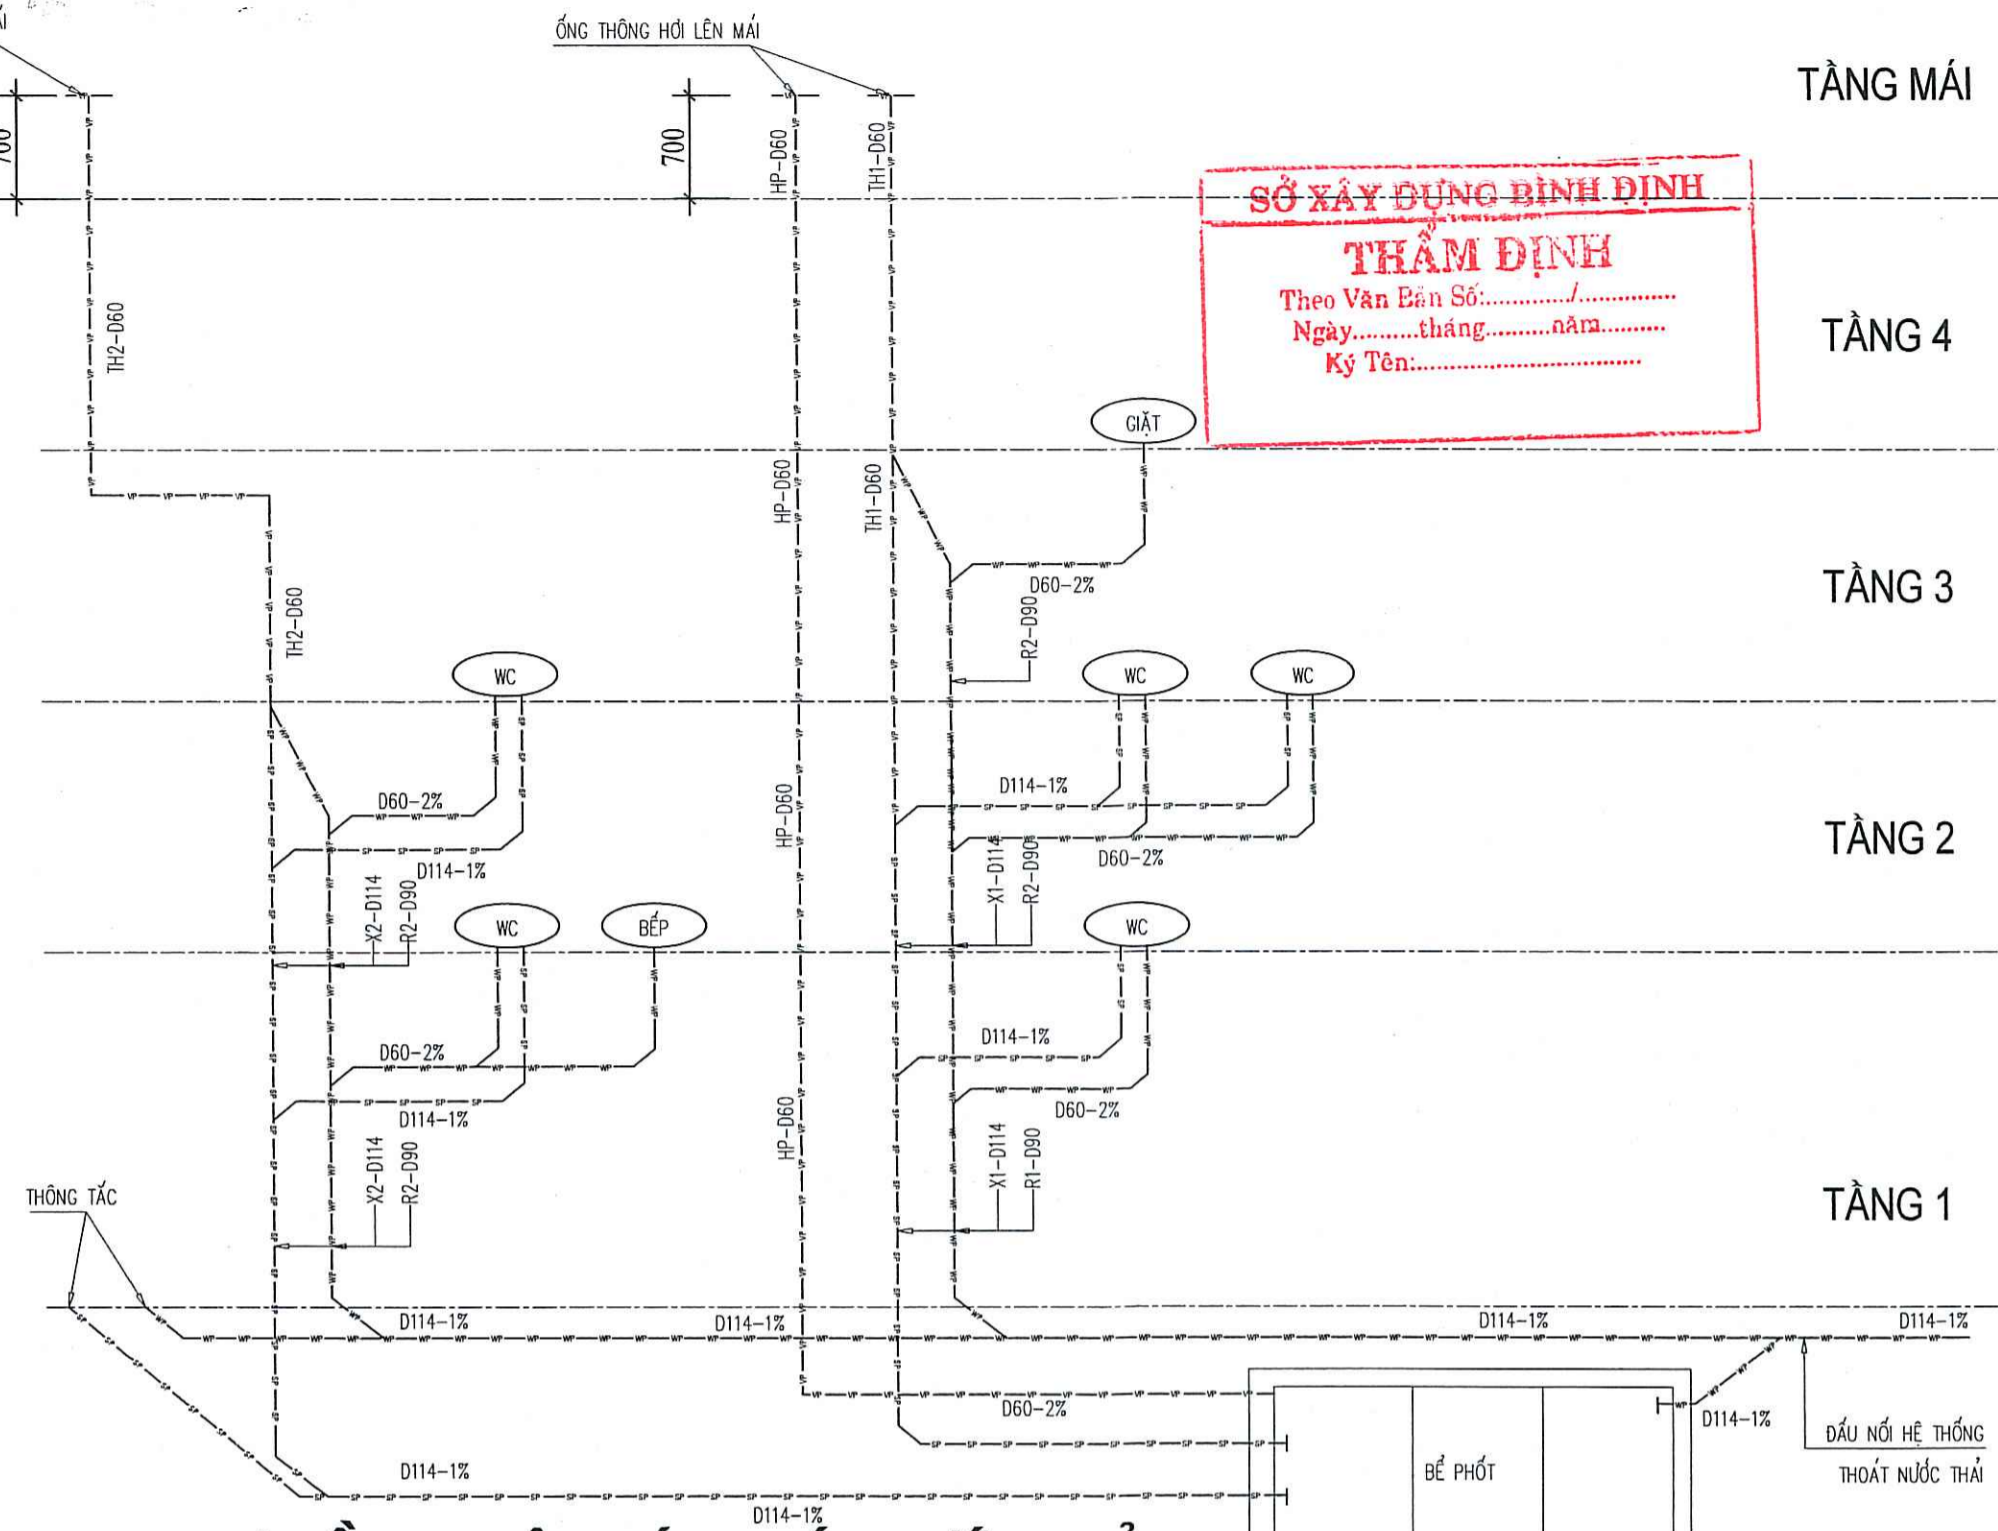 ỐNG THÔNG HƠI LÊN MÁI
TẦNG MÁI
700
700
HP-D60
TH1-D60
SỞ XÂY DỰNG BÌNH ĐỊNH
THẨM ĐỊNH
Theo Văn Bản Số:............/..............
Ngày..........tháng..........năm..........
Ký Tên:..................................
TH2-D60
TẦNG 4
GIẶT
HP-D60
TH1-D60
D60-2%
TẦNG 3
TH2-D60
R2-D90
WC
WC
WC
D60-2%
D114-1%
HP-D60
D114-1%
D60-2%
TẦNG 2
X2-D114
R2-D90
X1-D114
R2-D90
WC
BẾP
WC
D60-2%
D114-1%
D114-1%
D60-2%
HP-D60
X2-D114
R2-D90
X1-D114
R1-D90
THÔNG TẮC
TẦNG 1
D114-1%
D114-1%
D114-1%
D114-1%
D60-2%
D114-1%
ĐẤU NỐI HỆ THỐNG
THOÁT NƯỚC THẢI
BỂ PHỐT
D114-1%
D114-1%